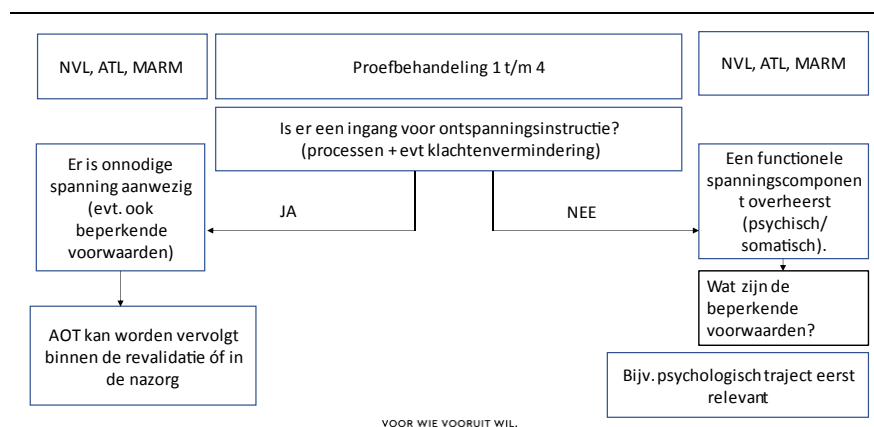 NVL, ATL, MARM
Proefbehandeling 1 t/m 4
NVL, ATL, MARM
Is er een ingang voor ontspanningsinstructie?
(processen + evt klachtenvermindering)
Er is onnodige
spanning aanwezig
(evt. ook
beperkende
voorwaarden)
JA
NEE
Een functionele
spanningscomponen
t overheerst
(psychisch/
somatisch).
Wat zijn de
beperkende
voorwaarden?
AOT kan worden vervolgt
binnen de revalidatie óf in
de nazorg
Bijv. psychologisch traject eerst
relevant
VOOR WIE VOORUIT WIL.